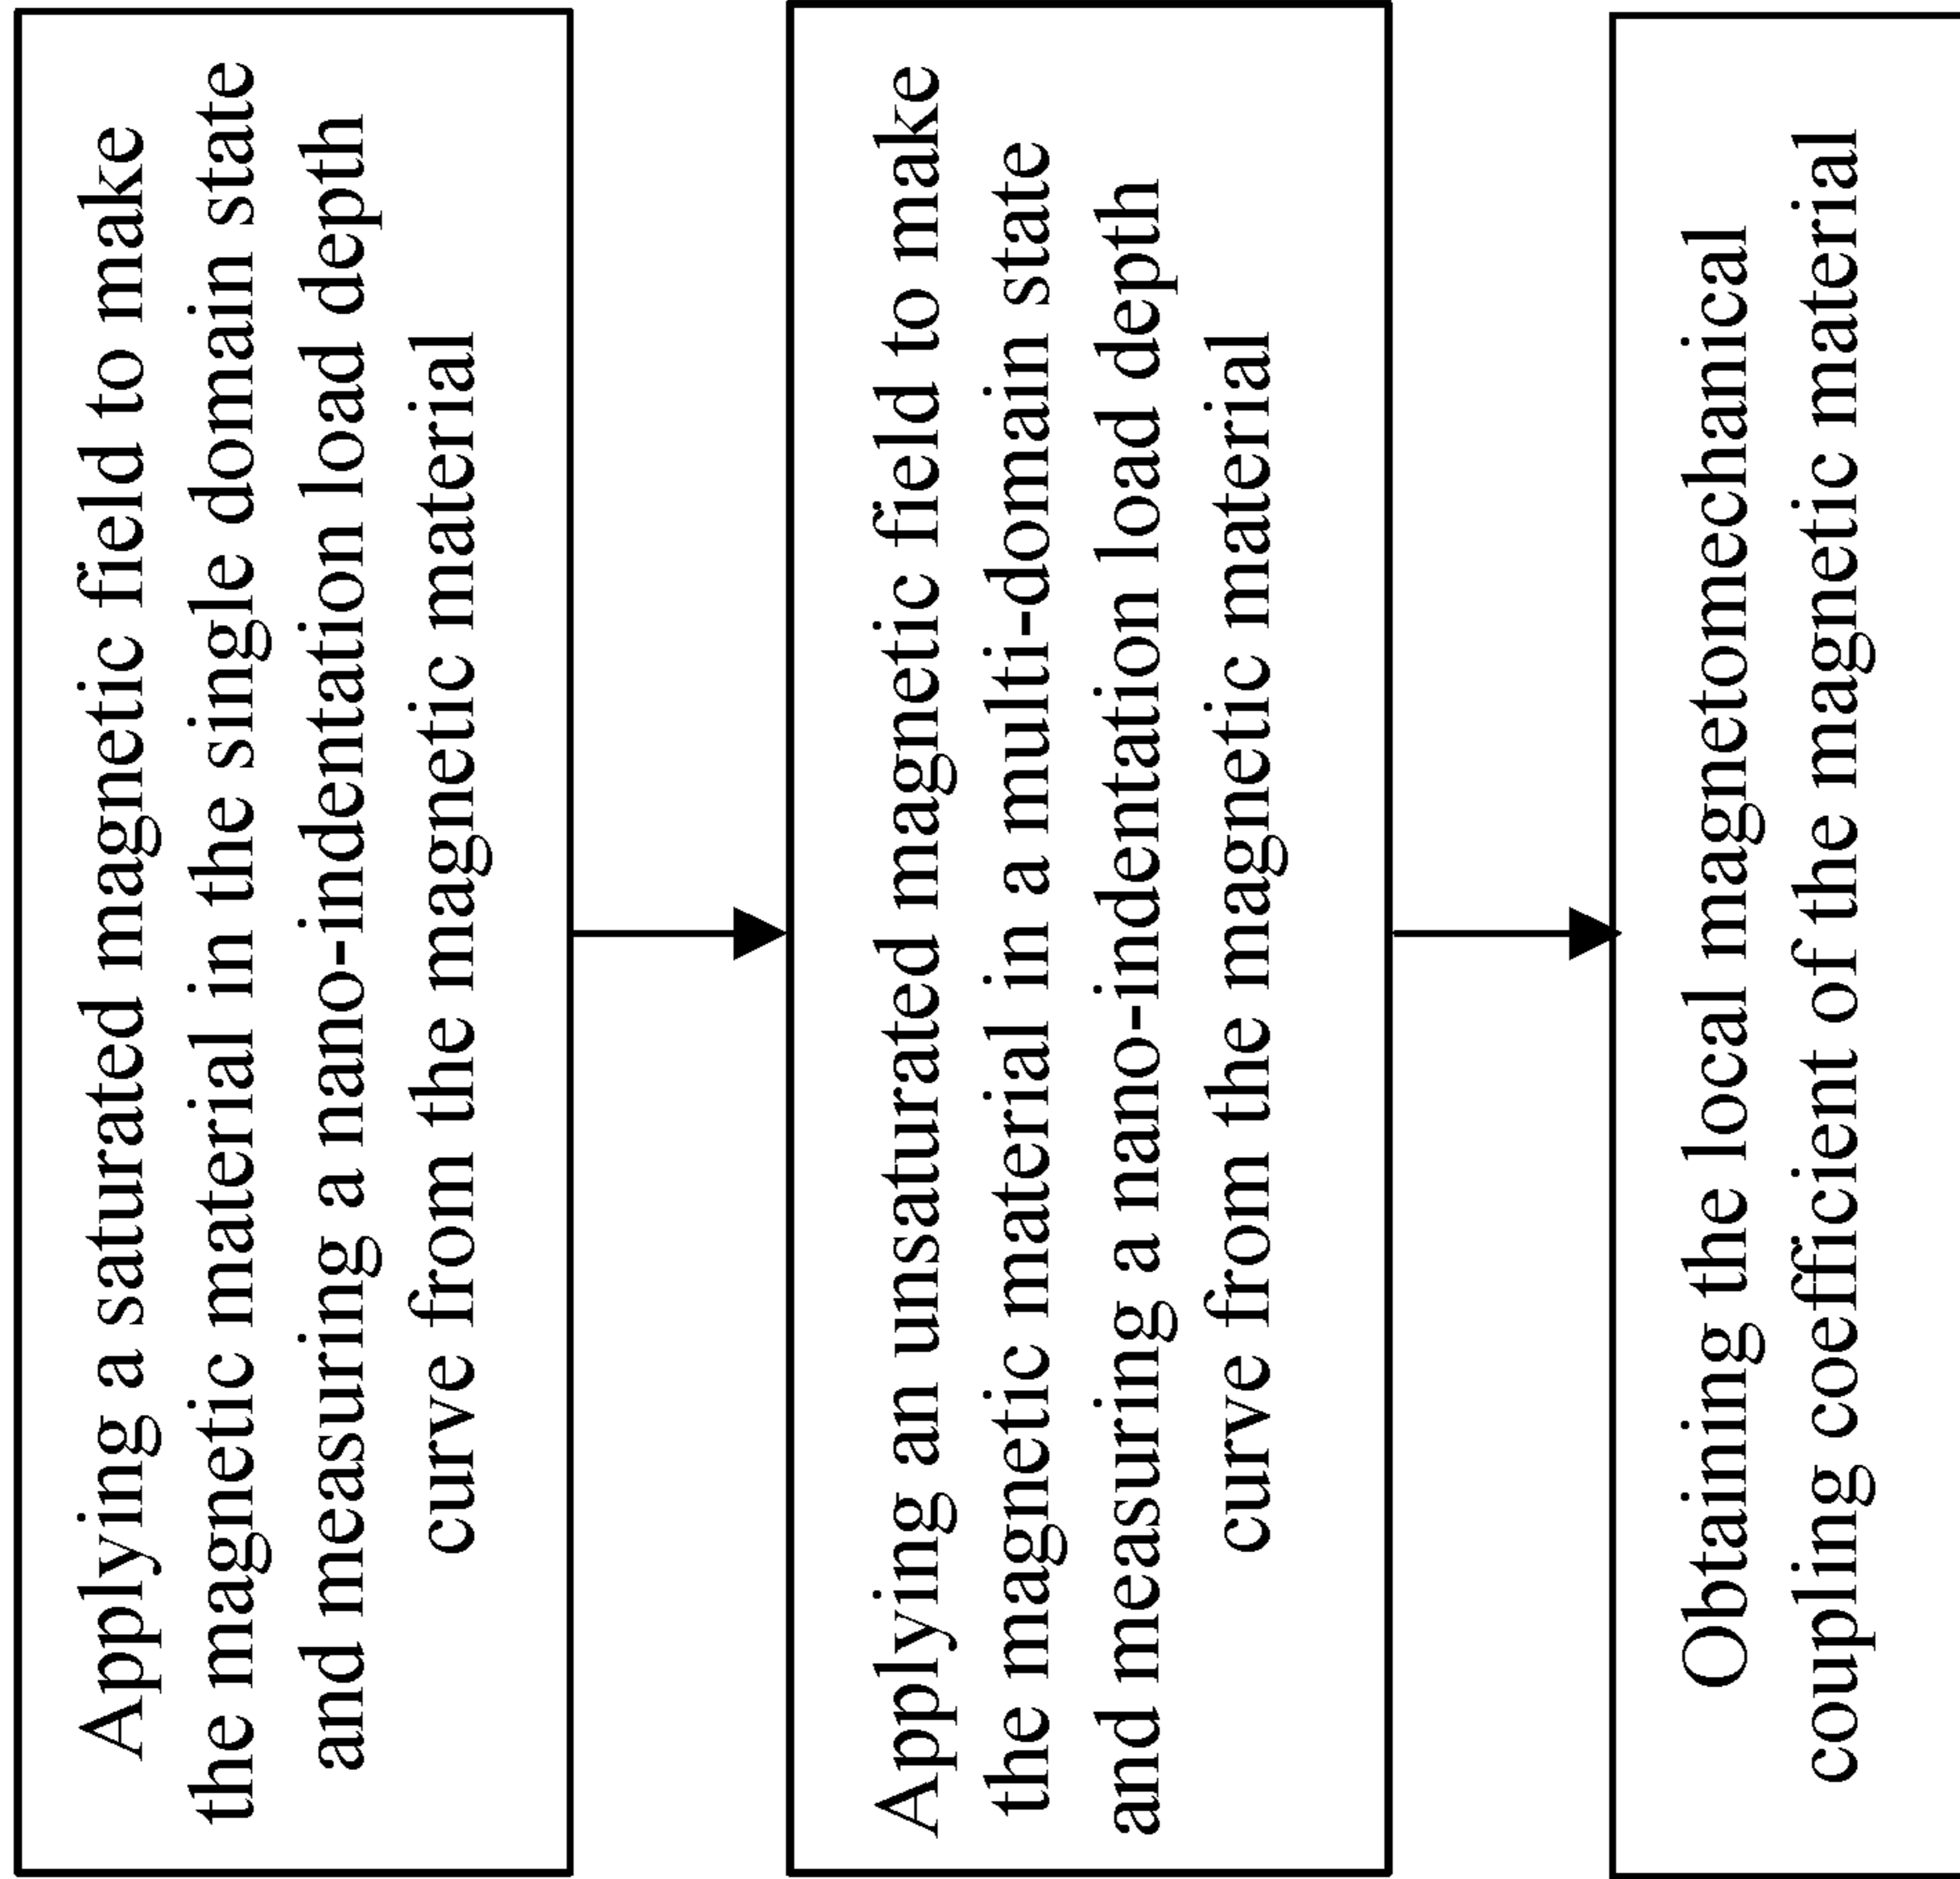 Applying a saturated magnetic field to make
the magnetic material in the single domain state
and measuring a nano-indentation load depth
curve from the magnetic material
Applying an unsaturated magnetic field to make
the magnetic material in a multi-domain state
and measuring a mano-indentation load depth
curve from the magnetic material
Obtaining the local magnetomechanical
coupling coefficient of the magnetic material